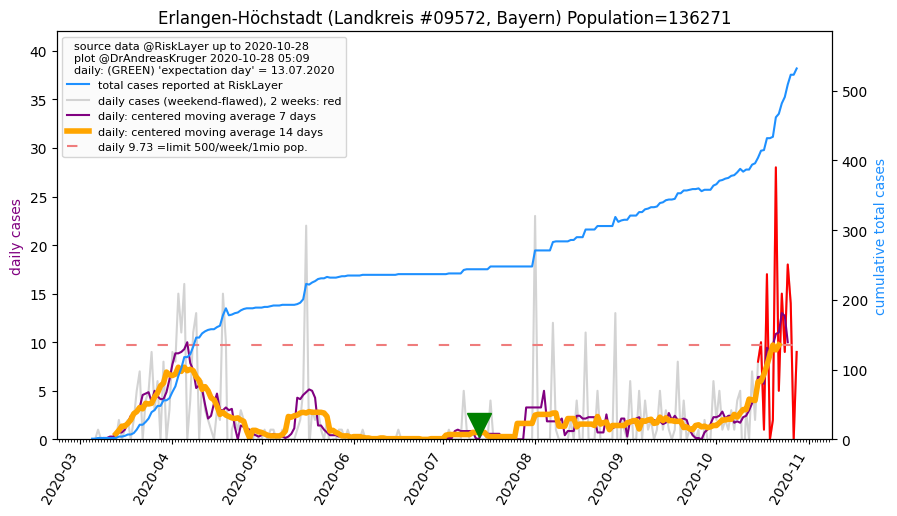 Erlangen-Höchstadt (Landkreis #09572, Bayern) Population=136271
source data @RiskLayer up to 2020-10-28
plot @DrAndreasKruger 2020-10-28 05:09
daily: (GREEN) 'expectation day' = 13.07.2020
total cases reported at RiskLayer
daily cases (weekend-flawed), 2 weeks: red
daily: centered moving average 7 days
daily: centered moving average 14 days
daily 9.73 =limit 500/week/1mio pop.
daily cases
40
35
30
25
20
15
10
5
0
cumulative total cases
500
400
300
200
100
0
2020-03
2020-04
2020-05
2020-06
2020-07
2020-08
2020-09
2020-10
2020-11